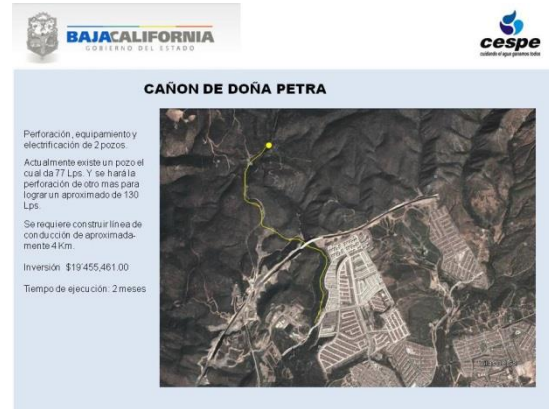 BAJACALIFORNIA
GOBIERNO DEL ESTADO
cespe
cuidando el agua ganamos todos
CAÑON DE DOÑA PETRA
Perforación, equipamiento y
electrificación de 2 pozos.
Actualmente existe un pozo el
cual da 77 Lps. Y se hará la
perforación de otro mas para
lograr un aproximado de 130
Lps.
Se requiere construir línea de
conducción de aproximada-
mente 4 Km.
Inversión $19'455,461.00
Tiempo de ejecución: 2 meses